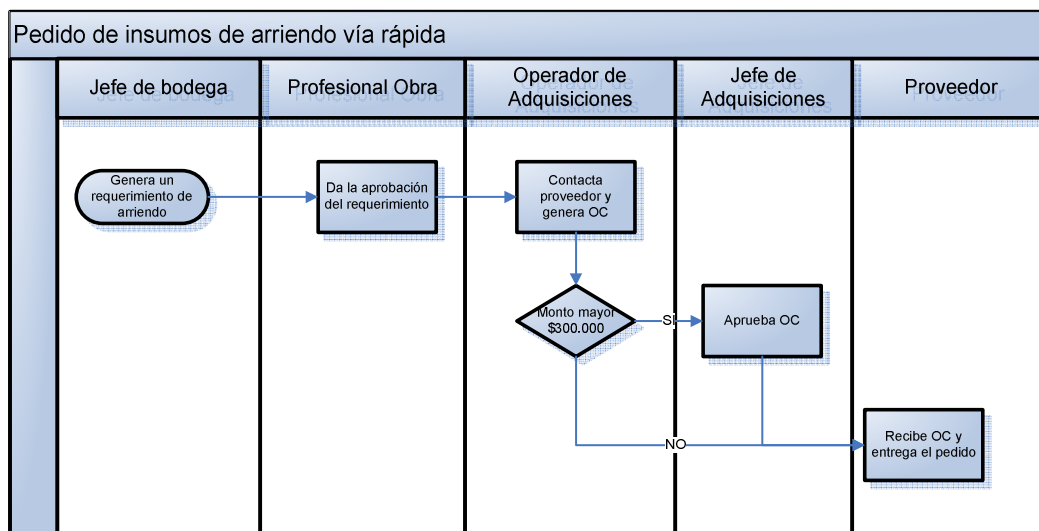 Pedido de insumos de arriendo vía rápida
Jefe de bodega
Profesional Obra
Operador de
Adquisiciones
Jefe de
Adquisiciones
Proveedor
Genera un
requerimiento de
arriendo
Da la aprobación
del requerimiento
Contacta
proveedor y
genera OC
Monto mayor
$300.000
SI
Aprueba OC
NO
Recibe OC y
entrega el pedido